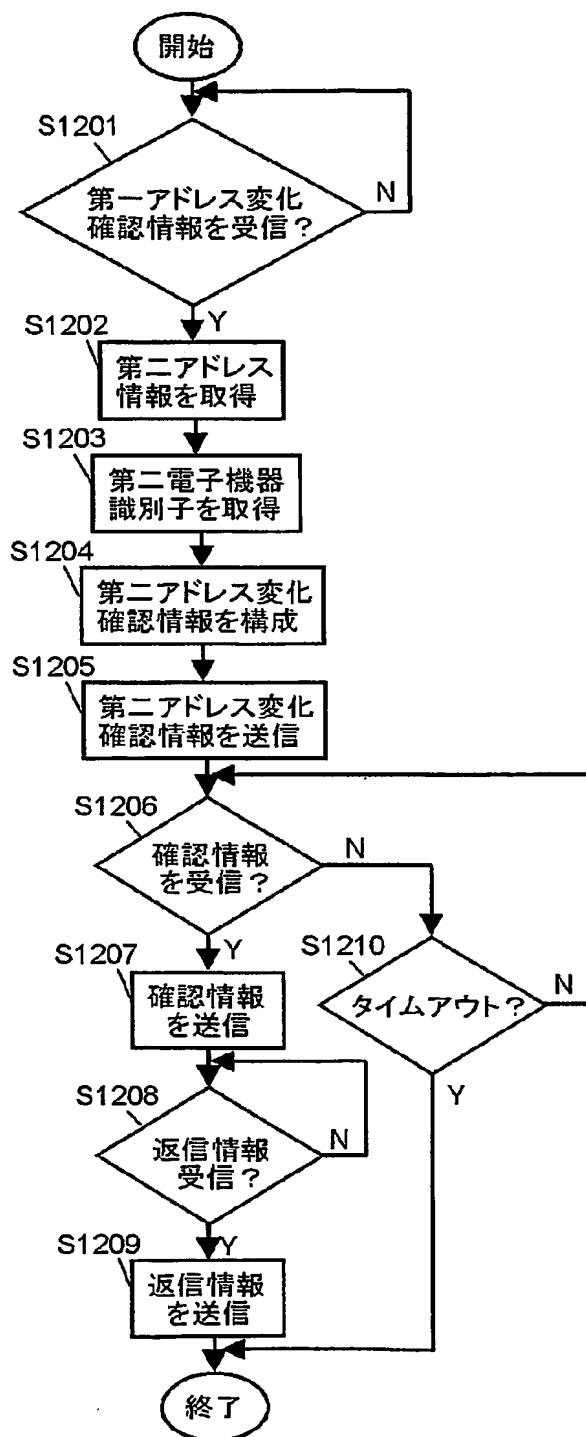 開始
S1201
第一アドレス変化
確認情報を受信？
N
Y
S1202
第二アドレス
情報を取得
S1203
第二電子機器
識別子を取得
S1204
第二アドレス変化
確認情報を構成
S1205
第二アドレス変化
確認情報を送信
S1206
確認情報
を受信？
N
Y
S1210
タイムアウト？
N
Y
S1207
確認情報
を送信
S1208
返信情報
受信？
N
Y
S1209
返信情報
を送信
終了